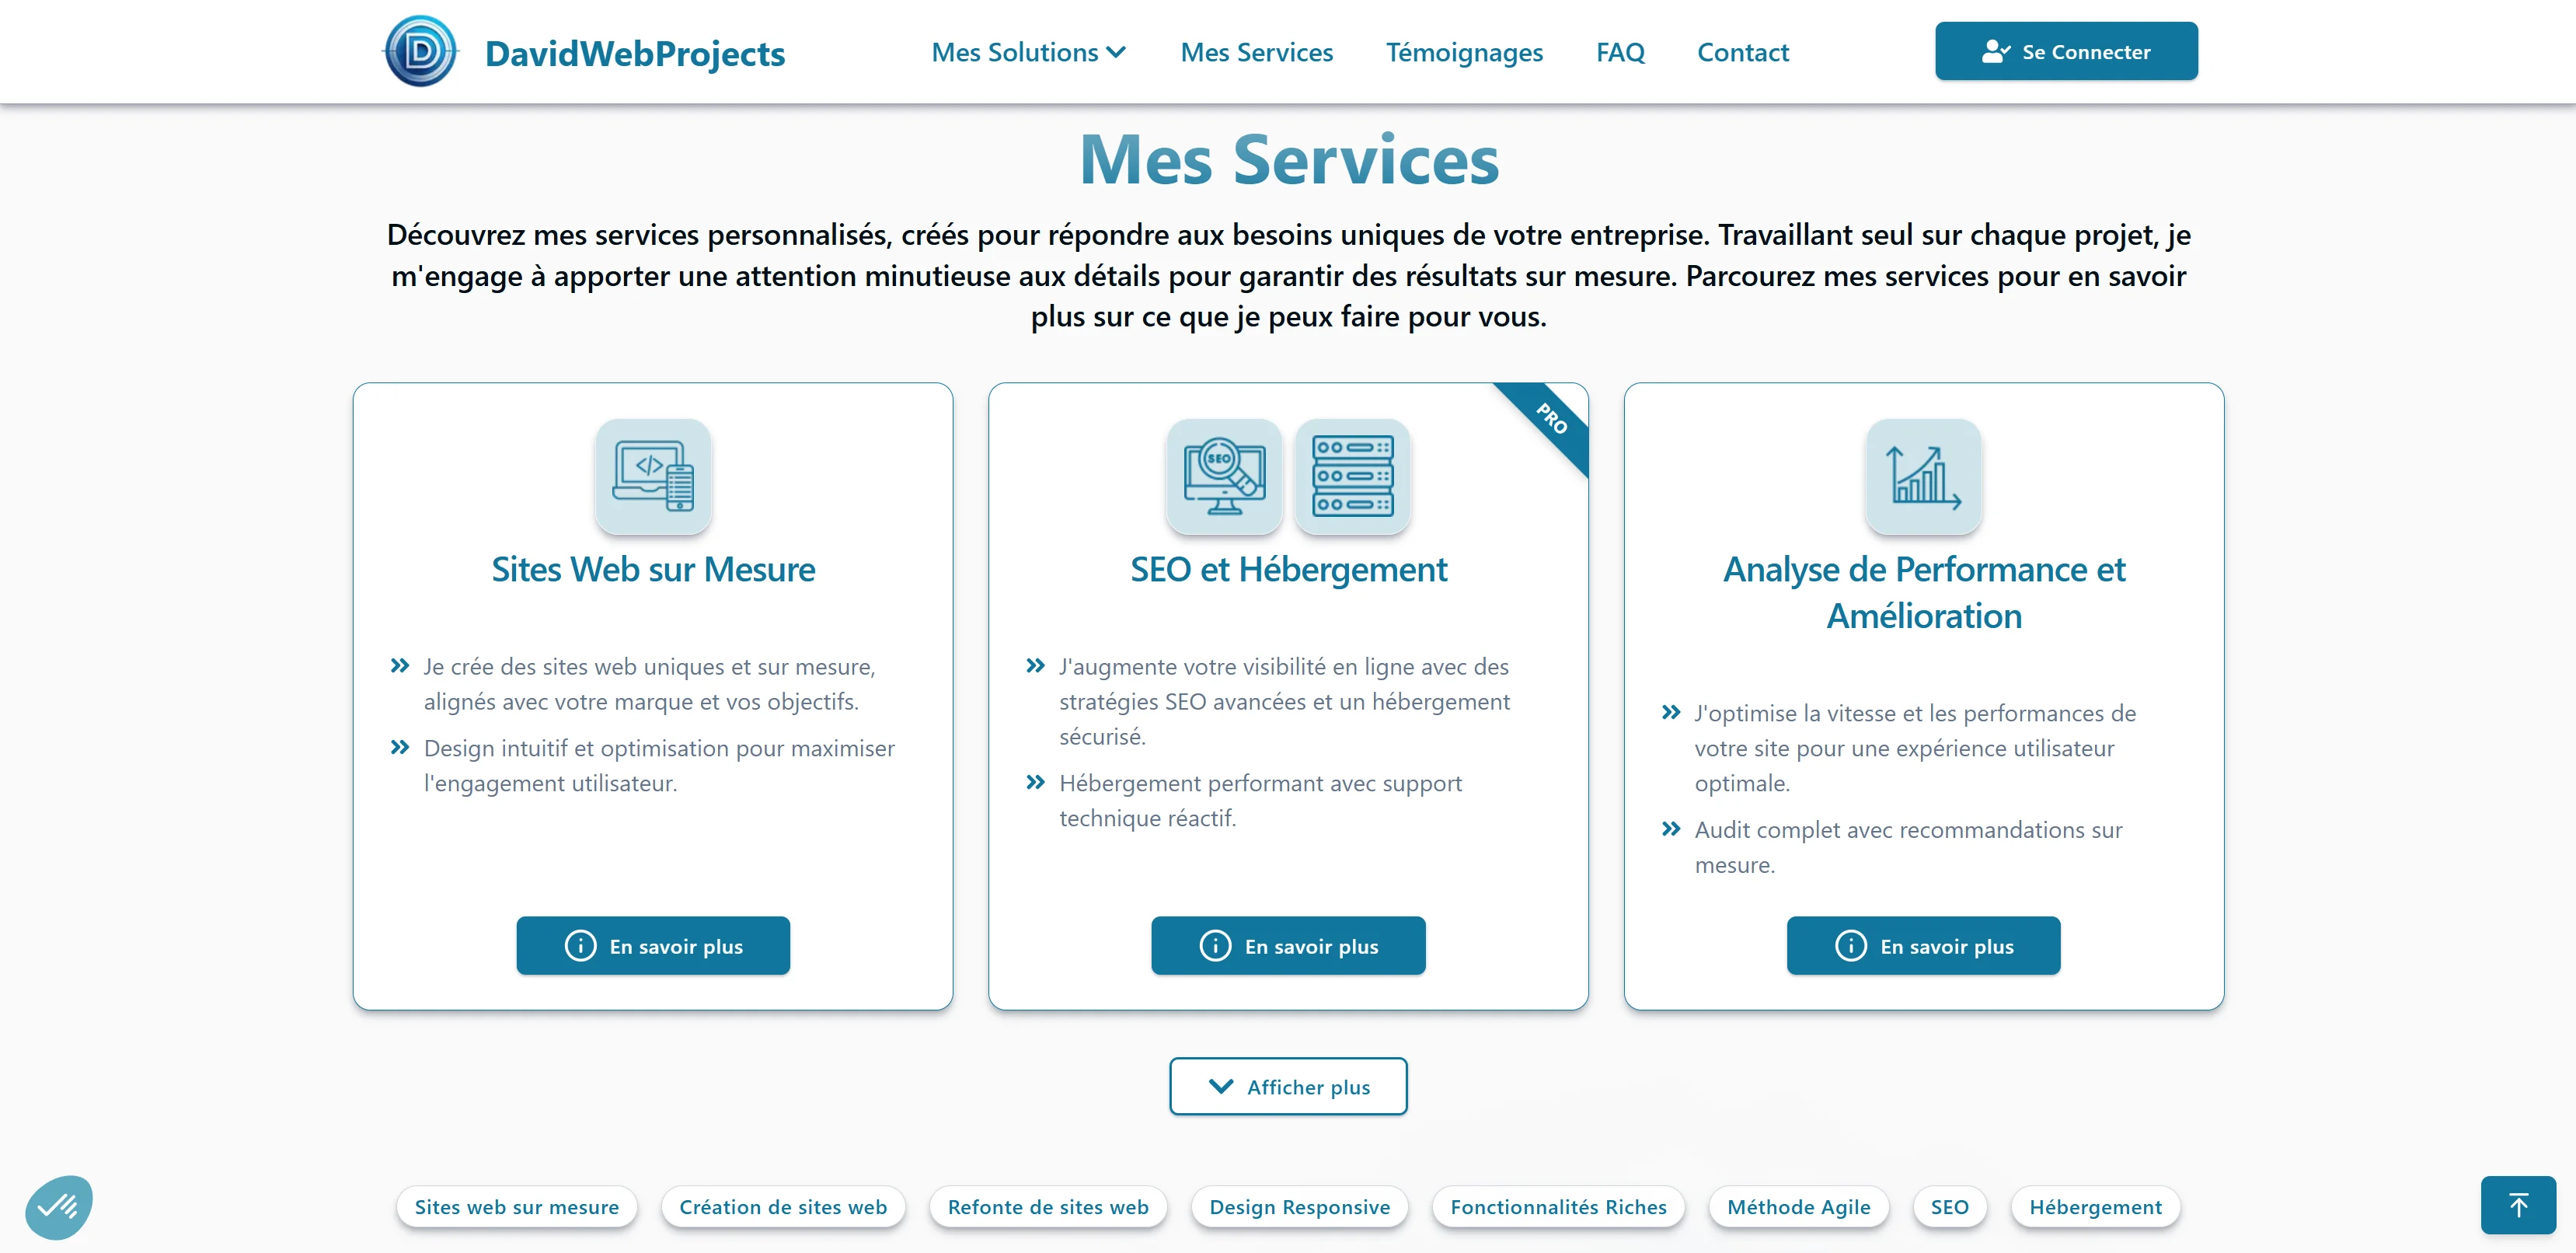 DavidWebProjects
Mes Solutions
Mes Services
Témoignages
FAQ
Contact
Se Connecter
Mes Services
Découvrez mes services personnalisés, créés pour répondre aux besoins uniques de votre entreprise. Travaillant seul sur chaque projet, je
m'engage à apporter une attention minutieuse aux détails pour garantir des résultats sur mesure. Parcourez mes services pour en savoir
plus sur ce que je peux faire pour vous.
Sites Web sur Mesure
Je crée des sites web uniques et sur mesure,
alignés avec votre marque et vos objectifs.
Design intuitif et optimisation pour maximiser
l'engagement utilisateur.
En savoir plus
PRO
SEO
SEO et Hébergement
J'augmente votre visibilité en ligne avec des
stratégies SEO avancées et un hébergement
sécurisé.
Hébergement performant avec support
technique réactif.
En savoir plus
Analyse de Performance et
Amélioration
J'optimise la vitesse et les performances de
votre site pour une expérience utilisateur
optimale.
Audit complet avec recommandations sur
mesure.
En savoir plus
Afficher plus
Sites web sur mesure
Création de sites web
Refonte de sites web
Design Responsive
Fonctionnalités Riches
Méthode Agile
SEO
Hébergement